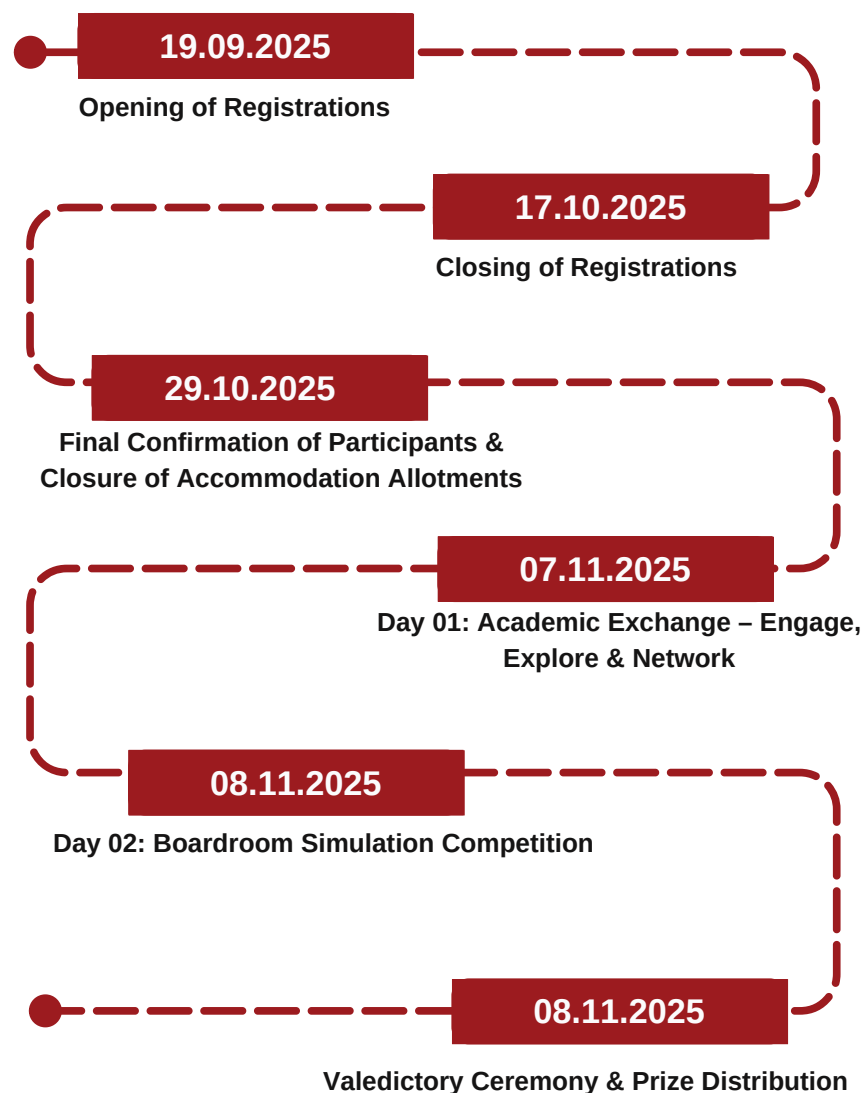 19.09.2025
Opening of Registrations
17.10.2025
Closing of Registrations
29.10.2025
Final Confirmation of Participants &
Closure of Accommodation Allotments
07.11.2025
Day 01: Academic Exchange – Engage,
Explore & Network
08.11.2025
Day 02: Boardroom Simulation Competition
08.11.2025
Valedictory Ceremony & Prize Distribution